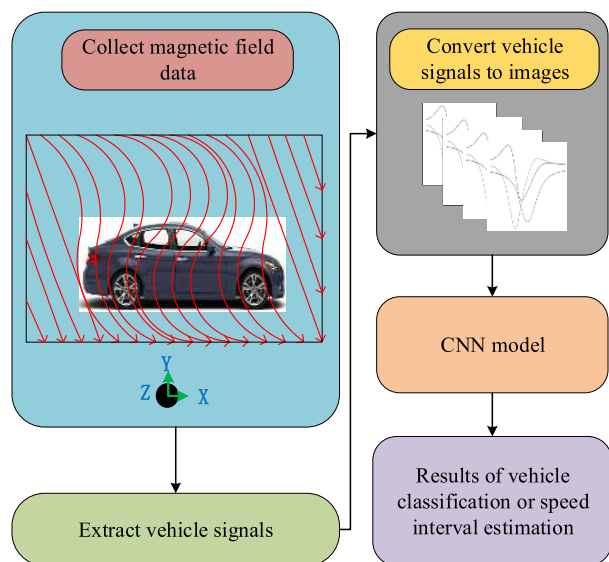 Collect magnetic field
data
Y
Z
X
Extract vehicle signals
Convert vehicle
signals to images
CNN model
Results of vehicle
classification or speed
interval estimation